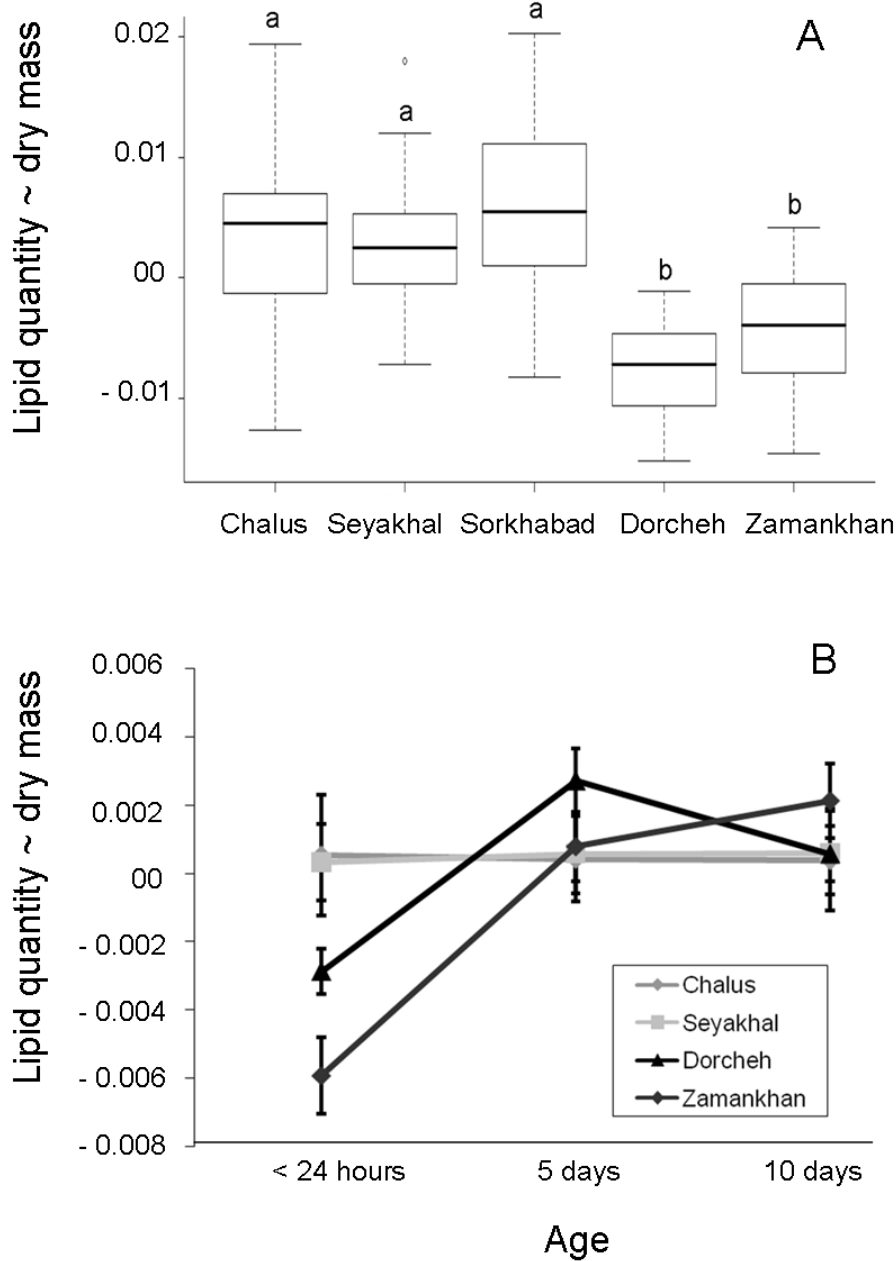 A
Lipid quantity ~ dry mass
0.02
0.01
00
- 0.01
a
a
a
b
b
Chalus Seyakhal Sorkhabad Dorcheh Zamankhan
B
Lipid quantity ~ dry mass
0.006
0.004
0.002
00
- 0.002
- 0.004
- 0.006
- 0.008
Chalus
Seyakhal
Dorcheh
Zamankhan
< 24 hours 5 days 10 days
Age